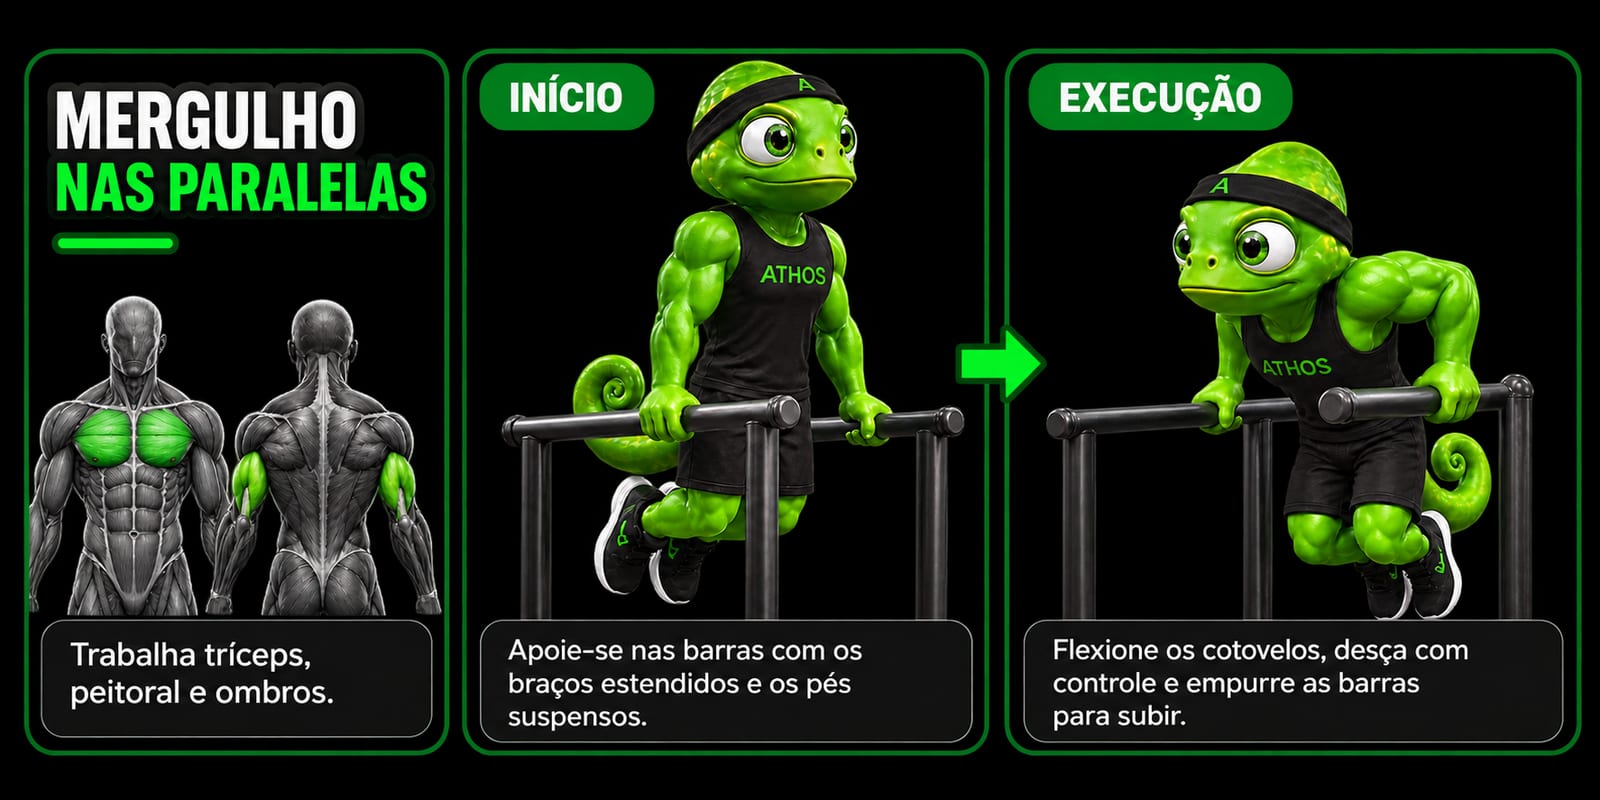 MERGULHO
NAS PARALELAS
Trabalha tríceps,
peitoral e ombros.
INÍCIO
A
ATHOS
Apoie-se nas barras com os
braços estendidos e os pés
suspensos.
EXECUÇÃO
A
ATHOS
Flexione os cotovelos, desça com
controle e empurre as barras
para subir.